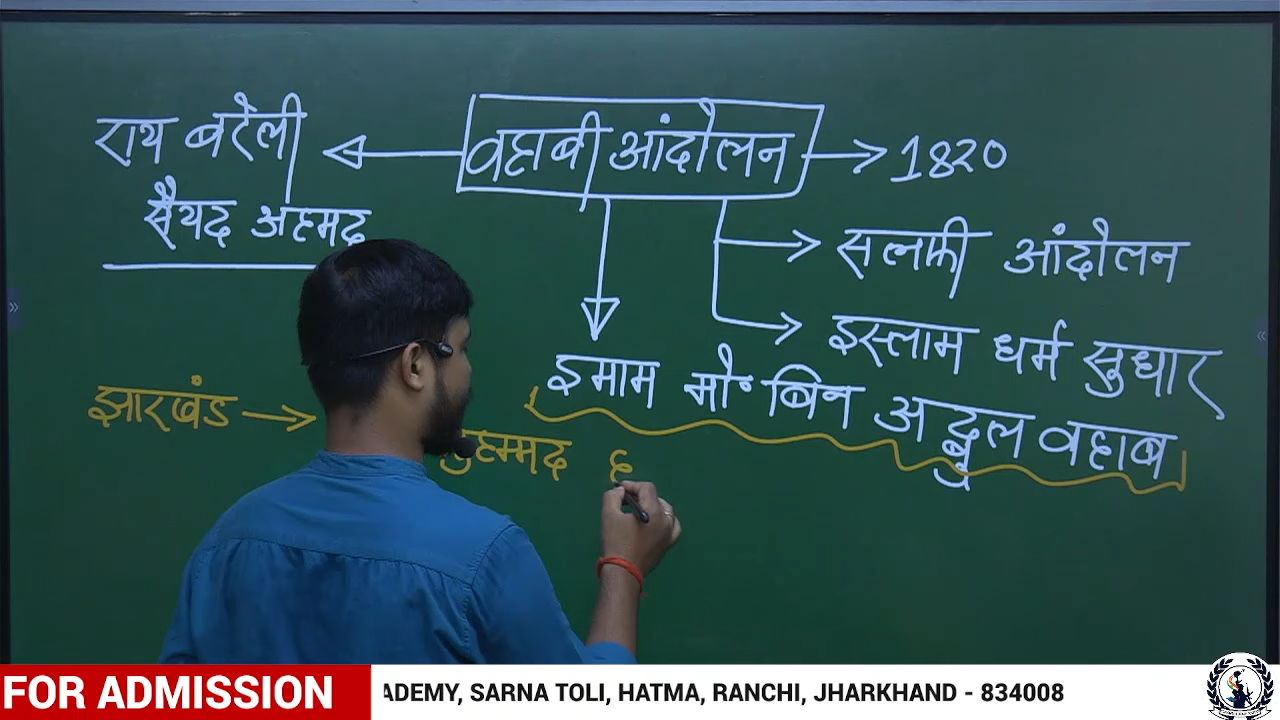 वहाबी आंदोलन
1820
राय बरेली
सैयद अहमद
सलफी आंदोलन
इस्लाम धर्म सुधार
इमाम मो॰ बिन अब्दुल वहाब
झारखंड
FOR ADMISSION
ADEMY, SARNA TOLI, HATMA, RANCHI, JHARKHAND - 834008